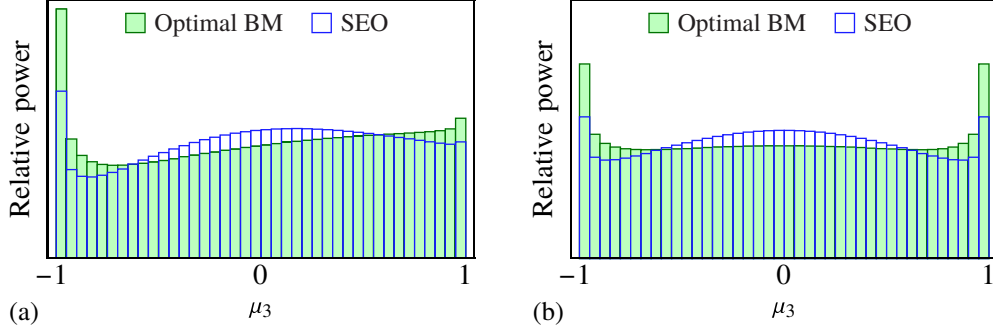 Relative power
Optimal BM SEO
−1 0 1
μ3
(a)
Relative power
Optimal BM SEO
−1 0 1
μ3
(b)